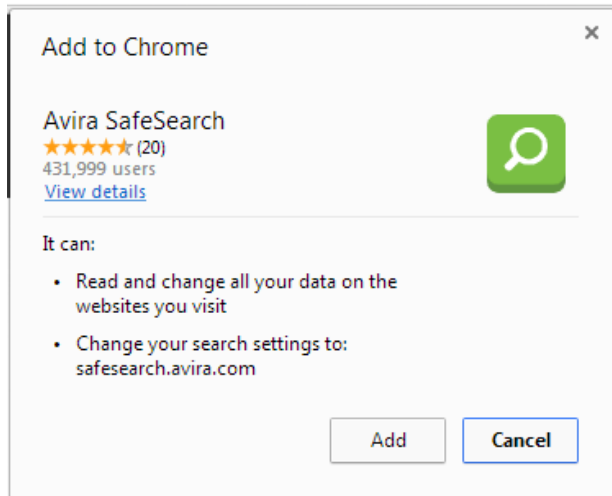 Add to Chrome
Avira SafeSearch
(20)
431,999 users
View details
It can:
• Read and change all your data on the
websites you visit
• Change your search settings to:
safesearch.avira.com
Add
Cancel